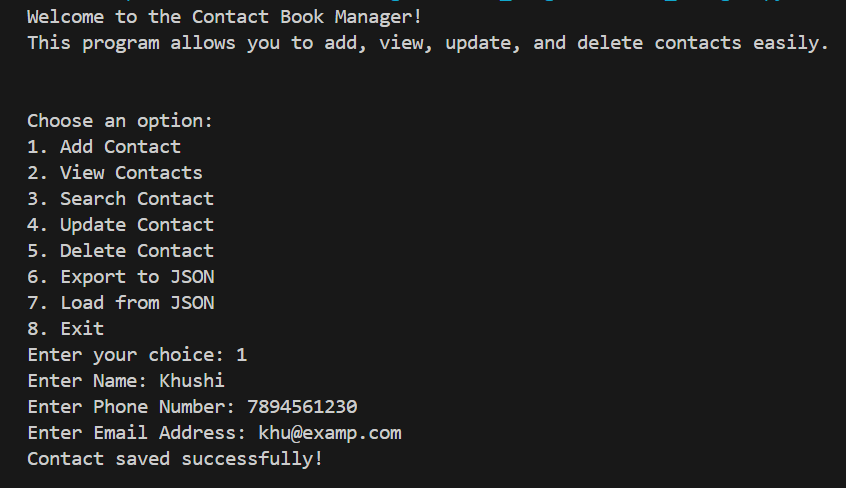 Welcome to the Contact Book Manager!
This program allows you to add, view, update, and delete contacts easily.
Choose an option:
1. Add Contact
2. View Contacts
3. Search Contact
4. Update Contact
5. Delete Contact
6. Export to JSON
7. Load from JSON
8. Exit
Enter your choice: 1
Enter Name: Khushi
Enter Phone Number: 7894561230
Enter Email Address: khu@examp.com
Contact saved successfully!